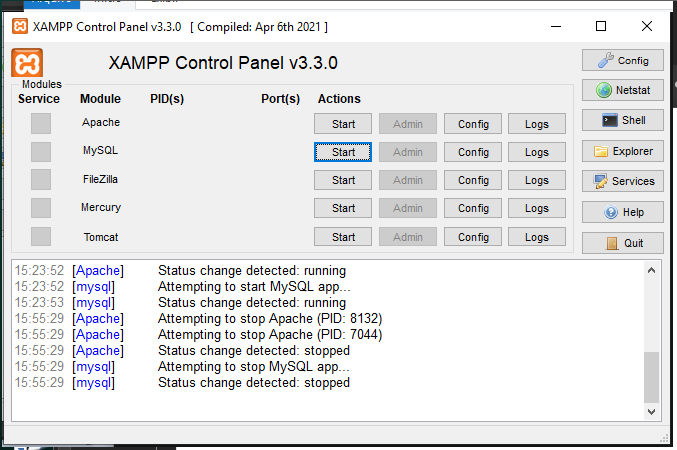 XAMPP Control Panel v3.3.0 [ Compiled: Apr 6th 2021 ]
XAMPP Control Panel v3.3.0
Config
Modules
Service Module PID(s) Port(s) Actions
Netstat
Apache Start Admin Config Logs
Shell
MySQL Start Admin Config Logs
Explorer
FileZilla Start Admin Config Logs
Services
Mercury Start Admin Config Logs
Help
Tomcat Start Admin Config Logs
Quit
15:23:52 [Apache] Status change detected: running
15:23:52 [mysql] Attempting to start MySQL app...
15:23:53 [mysql] Status change detected: running
15:55:29 [Apache] Attempting to stop Apache (PID: 8132)
15:55:29 [Apache] Attempting to stop Apache (PID: 7044)
15:55:29 [Apache] Status change detected: stopped
15:55:29 [mysql] Attempting to stop MySQL app...
15:55:29 [mysql] Status change detected: stopped